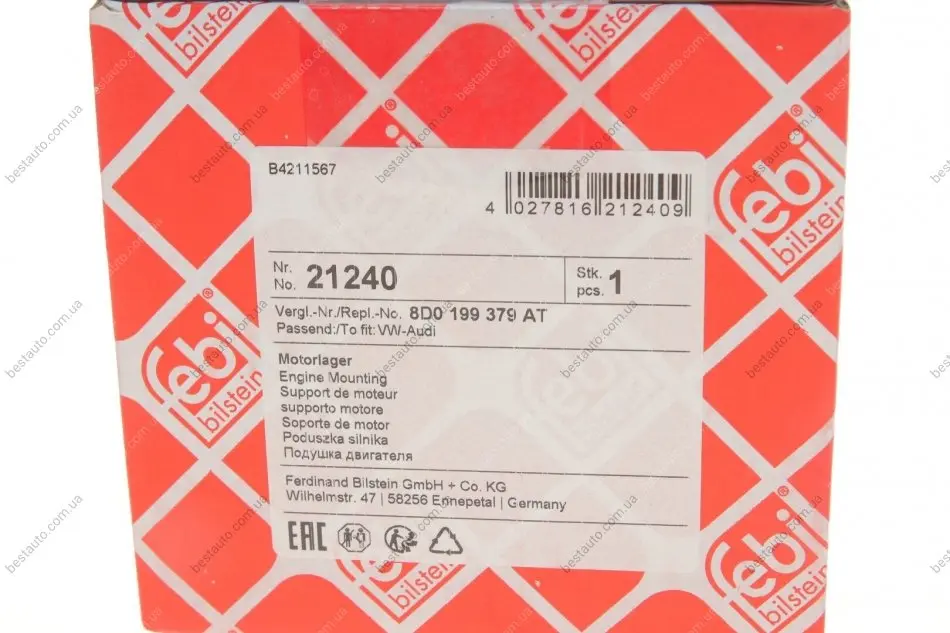 B4211567
4 027816 212409
Nr.
No. 21240
Stk.
pcs. 1
Vergl.-Nr./Repl.-No. 8D0 199 379 AT
Passend:/To fit: VW-Audi
Motorlager
Engine Mounting
Support de moteur
supporto motore
Soporte de motor
Poduszka silnika
Подушка двигателя
Ferdinand Bilstein GmbH + Co. KG
Wilhelmstr. 47 | 58256 Ennepetal | Germany
EAC
febi
bilstein
febi
bilstein
febi
bilstein
febi
bilstein
bilstein
bilstein
bilstein
bestauto.com.ua